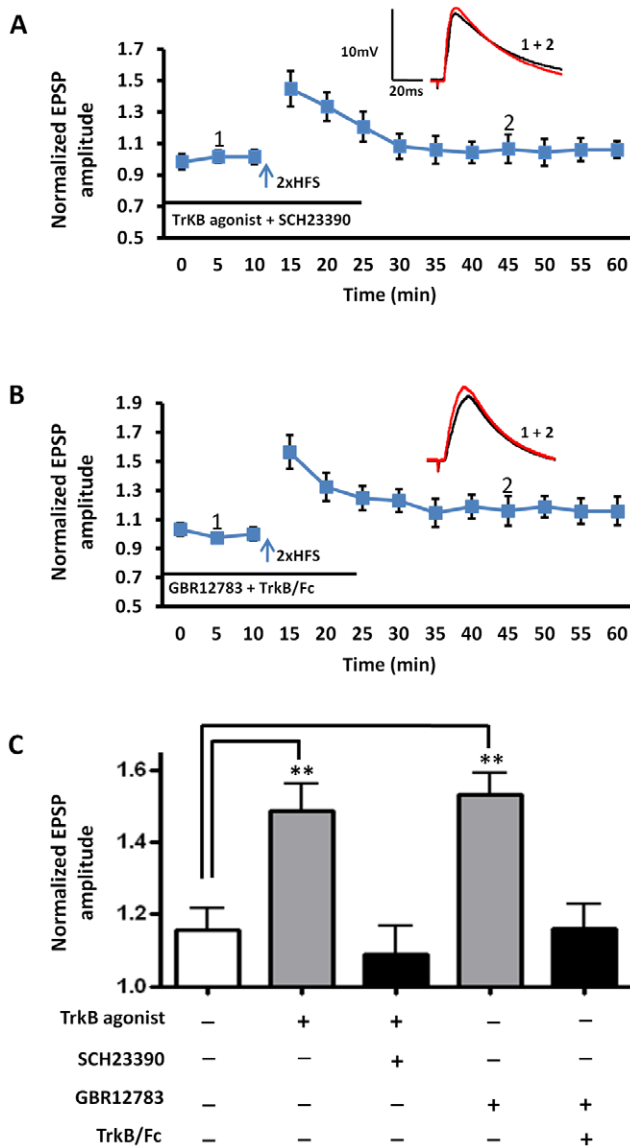 A
Normalized EPSP
amplitude
1.7
1.5
1.3
1.1
0.9
0.7
0.5
10mV
20ms
1 + 2
1
2
2xHFS
TrKB agonist + SCH23390
0 5 10 15 20 25 30 35 40 45 50 55 60
Time (min)
B
Normalized EPSP
amplitude
1.9
1.7
1.5
1.3
1.1
0.9
0.7
0.5
1 + 2
1
2
2xHFS
GBR12783 + TrkB/Fc
0 5 10 15 20 25 30 35 40 45 50 55 60
Time (min)
C
Normalized EPSP
amplitude
1.6
1.4
1.2
1.0
** **
TrkB agonist – + + – –
SCH23390 – – + – –
GBR12783 – – – + +
TrkB/Fc – – – – +